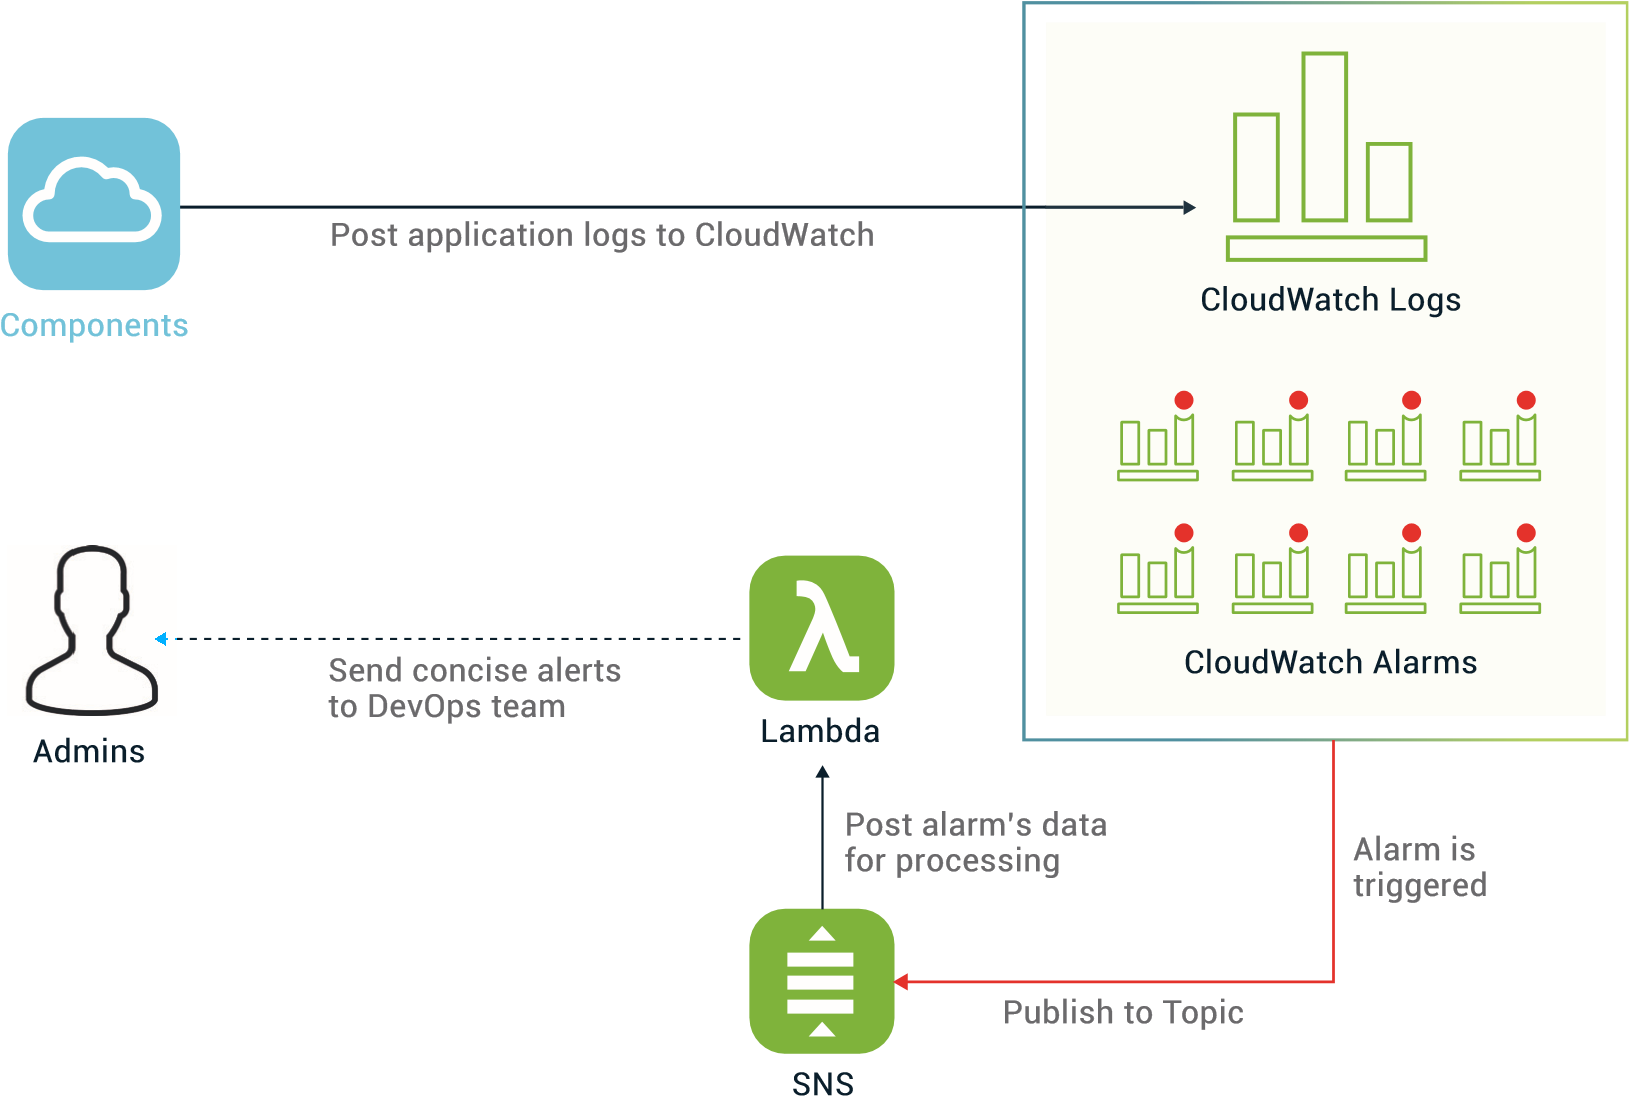 Post application logs to CloudWatch
Components
CloudWatch Logs
CloudWatch Alarms
Send concise alerts
to DevOps team
Admins
λ
Lambda
Post alarm's data
for processing
Alarm is
triggered
Publish to Topic
SNS